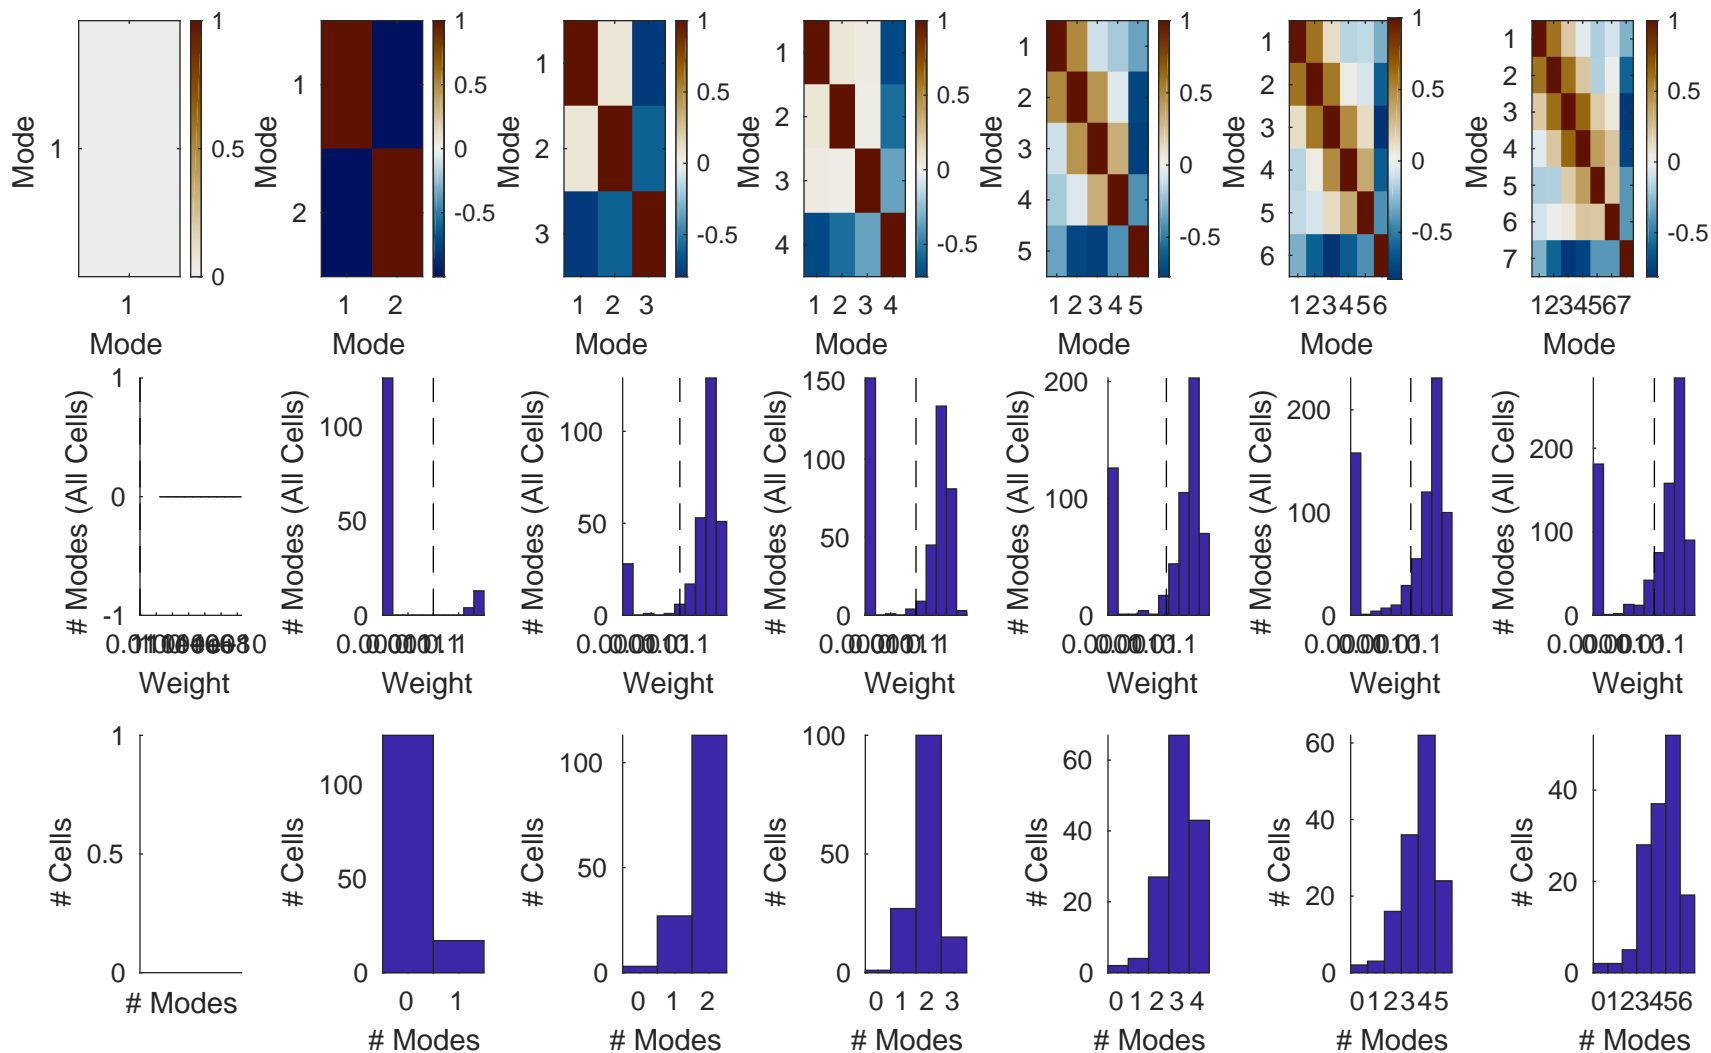 1
0.5
0
Mode
1
1
Mode
1
0.5
0
-0.5
Mode
1
2
1 2
Mode
1
0.5
0
-0.5
Mode
1
2
3
1 2 3
Mode
1
0.5
0
-0.5
Mode
1
2
3
4
1 2 3 4
Mode
1
0.5
0
-0.5
Mode
1
2
3
4
5
1 2 3 4 5
Mode
1
0.5
0
-0.5
Mode
1
2
3
4
5
6
123456
Mode
1
0.5
0
-0.5
Mode
1
2
3
4
5
6
7
1234567
Mode
# Modes (All Cells)
1
0
-1
Weight
# Modes (All Cells)
100
50
0
Weight
# Modes (All Cells)
100
50
0
Weight
# Modes (All Cells)
150
100
50
0
Weight
# Modes (All Cells)
200
100
0
Weight
# Modes (All Cells)
200
100
0
Weight
# Modes (All Cells)
200
100
0
Weight
# Cells
1
0.5
0
# Modes
# Cells
100
50
0
0 1
# Modes
# Cells
100
50
0
0 1 2
# Modes
# Cells
100
50
0
0 1 2 3
# Modes
# Cells
60
40
20
0
0 1 2 3 4
# Modes
# Cells
60
40
20
0
012345
# Modes
# Cells
40
20
0
0123456
# Modes